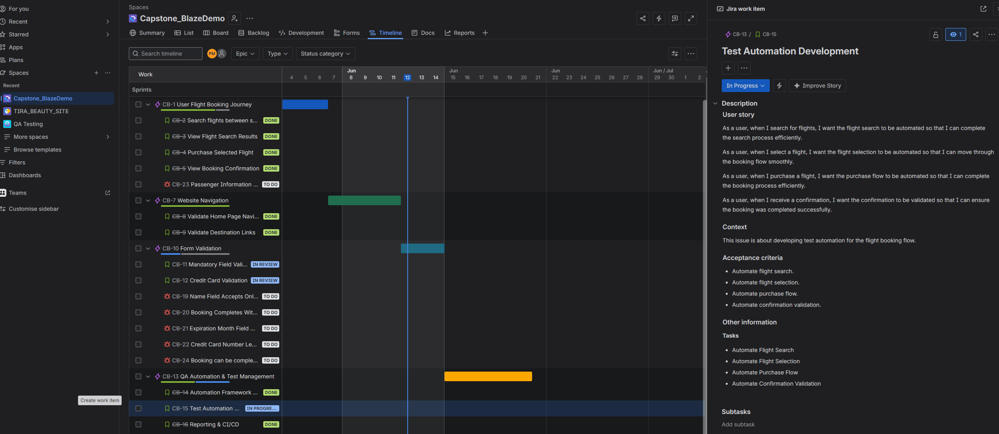 For you
Recent
Starred
Apps
Plans
Spaces
Recent
Capstone_BlazeDemo
TIRA_BEAUTY_SITE
QA Testing
More spaces
Browse templates
Filters
Dashboards
Teams
Customise sidebar
Create work item
Spaces
Capstone_BlazeDemo
Summary List Board Backlog Development Forms Timeline Docs Reports
Search timeline PM Epic Type Status category
Work
Jun Jun Jun Jun / Jul
4 5 6 7 8 9 10 11 12 13 14 15 16 17 18 19 20 21 22 23 24 25 26 27 28 29 30 1 2
Sprints
CB-1 User Flight Booking Journey
CB-2 Search flights between s... DONE
CB-3 View Flight Search Results DONE
CB-4 Purchase Selected Flight DONE
CB-5 View Booking Confirmation DONE
CB-23 Passenger Information ... TO DO
CB-7 Website Navigation
CB-8 Validate Home Page Navi... DONE
CB-9 Validate Destination Links DONE
CB-10 Form Validation
CB-11 Mandatory Field Vali... IN REVIEW
CB-12 Credit Card Validation IN REVIEW
CB-19 Name Field Accepts Onl... TO DO
CB-20 Booking Completes Wit... TO DO
CB-21 Expiration Month Field ... TO DO
CB-22 Credit Card Number Le... TO DO
CB-24 Booking can be comple... TO DO
CB-13 QA Automation & Test Management
CB-14 Automation Framework ... DONE
CB-15 Test Automation ... IN PROGRE...
CB-16 Reporting & CI/CD DONE
Jira work item
CB-13 / CB-15
1
Test Automation Development
In Progress Improve Story
Description
User story
As a user, when I search for flights, I want the flight search to be automated so that I can complete
the search process efficiently.
As a user, when I select a flight, I want the flight selection to be automated so that I can move through
the booking flow smoothly.
As a user, when I purchase a flight, I want the purchase flow to be automated so that I can complete
the booking process efficiently.
As a user, when I receive a confirmation, I want the confirmation to be validated so that I can ensure
the booking was completed successfully.
Context
This issue is about developing test automation for the flight booking flow.
Acceptance criteria
• Automate flight search.
• Automate flight selection.
• Automate purchase flow.
• Automate confirmation validation.
Other information
Tasks
• Automate Flight Search
• Automate Flight Selection
• Automate Purchase Flow
• Automate Confirmation Validation
Subtasks
Add subtask